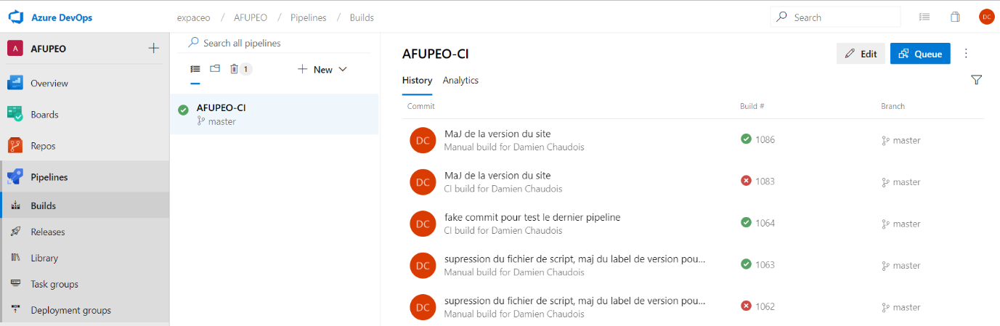 Azure DevOps
expaceo / AFUPEO / Pipelines / Builds
Search
DC
A AFUPEO
Overview
Boards
Repos
Pipelines
Builds
Releases
Library
Task groups
Deployment groups
Search all pipelines
1
New
AFUPEO-CI
master
AFUPEO-CI
Edit
Queue
History Analytics
Commit Build # Branch
DC MaJ de la version du site 1086 master
Manual build for Damien Chaudois
DC MaJ de la version du site 1083 master
CI build for Damien Chaudois
DC fake commit pour test le dernier pipeline 1064 master
CI build for Damien Chaudois
DC supression du fichier de script, maj du label de version pou... 1063 master
Manual build for Damien Chaudois
DC supression du fichier de script, maj du label de version pou... 1062 master
Manual build for Damien Chaudois